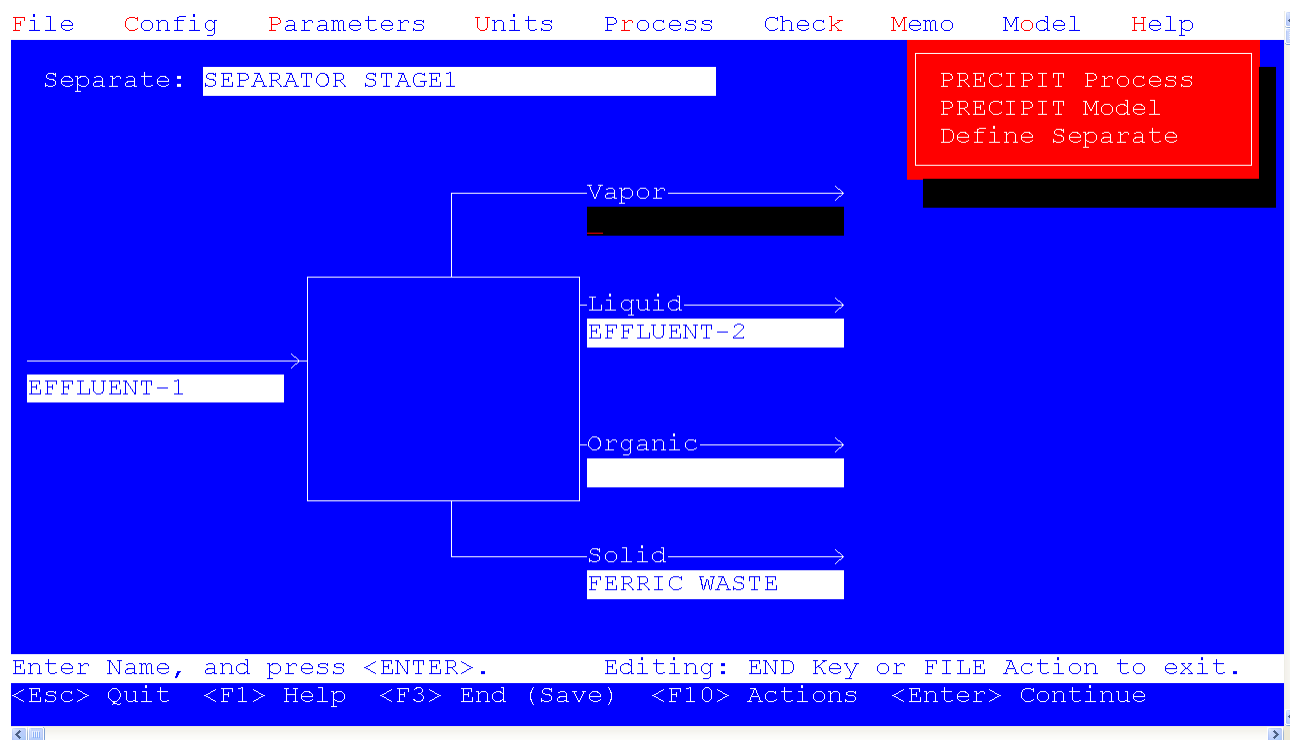 File Config Parameters Units Process Check Memo Model Help
Separate: SEPARATOR STAGE1
PRECIPIT Process
PRECIPIT Model
Define Separate
Vapor
Liquid
EFFLUENT-2
EFFLUENT-1
Organic
Solid
FERRIC WASTE
Enter Name, and press <ENTER>. Editing: END Key or FILE Action to exit.
<Esc> Quit <F1> Help <F3> End (Save) <F10> Actions <Enter> Continue